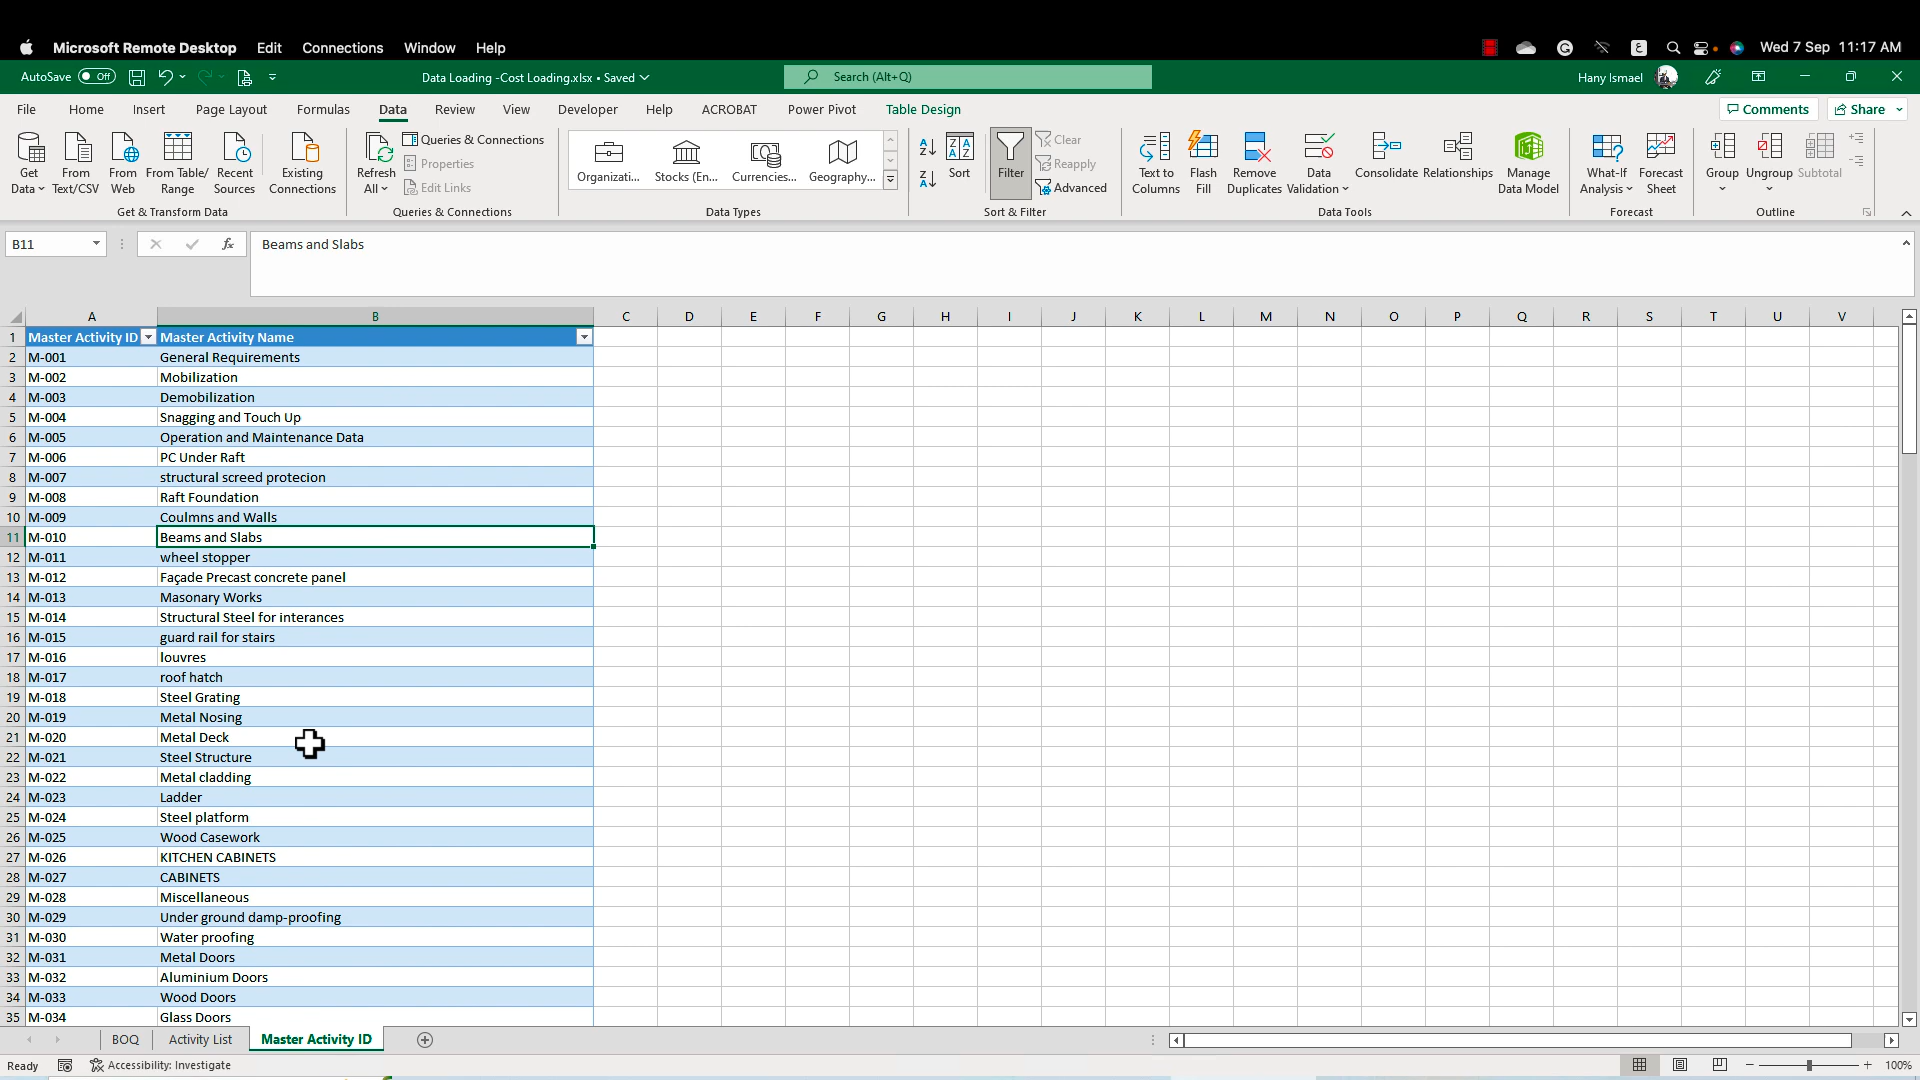 Microsoft Remote Desktop Edit Connections Window Help
Wed 7 Sep 11:17 AM
AutoSave Off
Data Loading -Cost Loading.xlsx • Saved
Search (Alt+Q)
Hany Ismael
File Home Insert Page Layout Formulas Data Review View Developer Help ACROBAT Power Pivot Table Design
Comments Share
Get Data
From Text/CSV
From Web
From Table/ Range
Recent Sources
Existing Connections
Get & Transform Data
Refresh All
Queries & Connections
Properties
Edit Links
Queries & Connections
Organizati...
Stocks (En...
Currencies...
Geography...
Data Types
Sort
Filter
Clear
Reapply
Advanced
Sort & Filter
Text to Columns
Flash Fill
Remove Duplicates
Data Validation
Consolidate
Relationships
Manage Data Model
Data Tools
What-If Analysis
Forecast Sheet
Forecast
Group
Ungroup
Subtotal
Outline
B11
fx
Beams and Slabs
A B C D E F G H I J K L M N O P Q R S T U V
1 Master Activity ID Master Activity Name
2 M-001 General Requirements
3 M-002 Mobilization
4 M-003 Demobilization
5 M-004 Snagging and Touch Up
6 M-005 Operation and Maintenance Data
7 M-006 PC Under Raft
8 M-007 structural screed protecion
9 M-008 Raft Foundation
10 M-009 Coulmns and Walls
11 M-010 Beams and Slabs
12 M-011 wheel stopper
13 M-012 Façade Precast concrete panel
14 M-013 Masonary Works
15 M-014 Structural Steel for interances
16 M-015 guard rail for stairs
17 M-016 louvres
18 M-017 roof hatch
19 M-018 Steel Grating
20 M-019 Metal Nosing
21 M-020 Metal Deck
22 M-021 Steel Structure
23 M-022 Metal cladding
24 M-023 Ladder
25 M-024 Steel platform
26 M-025 Wood Casework
27 M-026 KITCHEN CABINETS
28 M-027 CABINETS
29 M-028 Miscellaneous
30 M-029 Under ground damp-proofing
31 M-030 Water proofing
32 M-031 Metal Doors
33 M-032 Aluminium Doors
34 M-033 Wood Doors
35 M-034 Glass Doors
BOQ Activity List Master Activity ID
Ready Accessibility: Investigate
100%